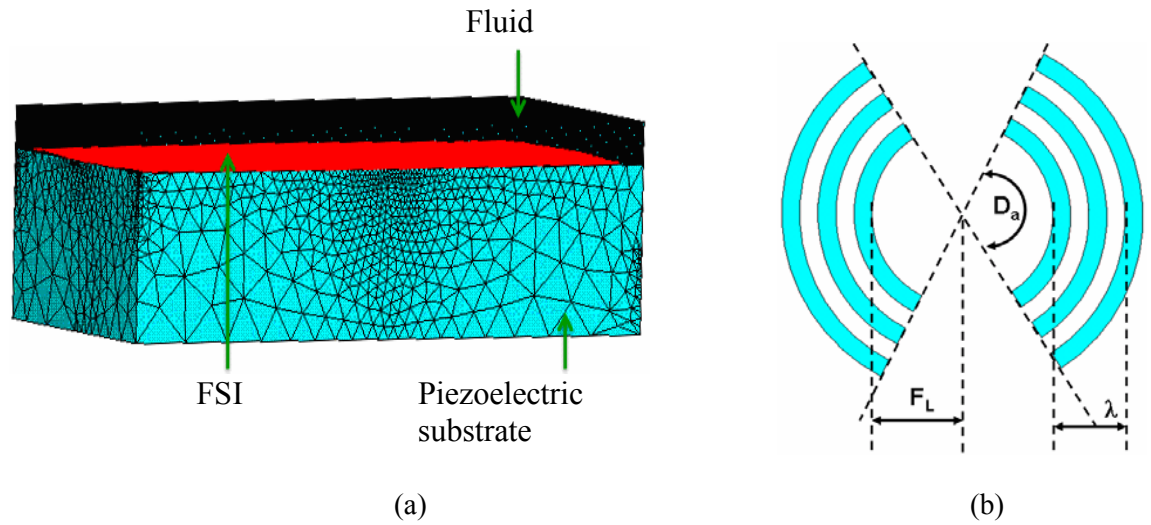 Fluid
FSI
Piezoelectric
substrate
(a)
Da
FL
λ
(b)